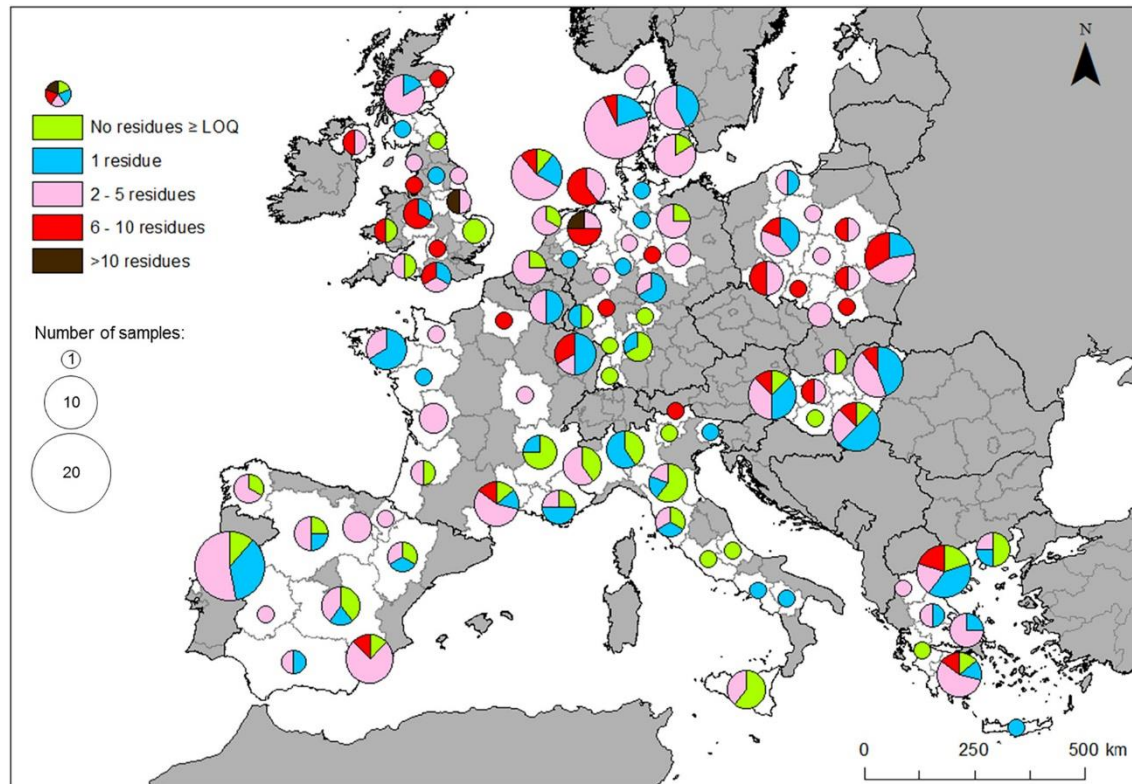 N
No residues ≥ LOQ
1 residue
2 - 5 residues
6 - 10 residues
>10 residues
Number of samples:
1
10
20
0 250 500 km